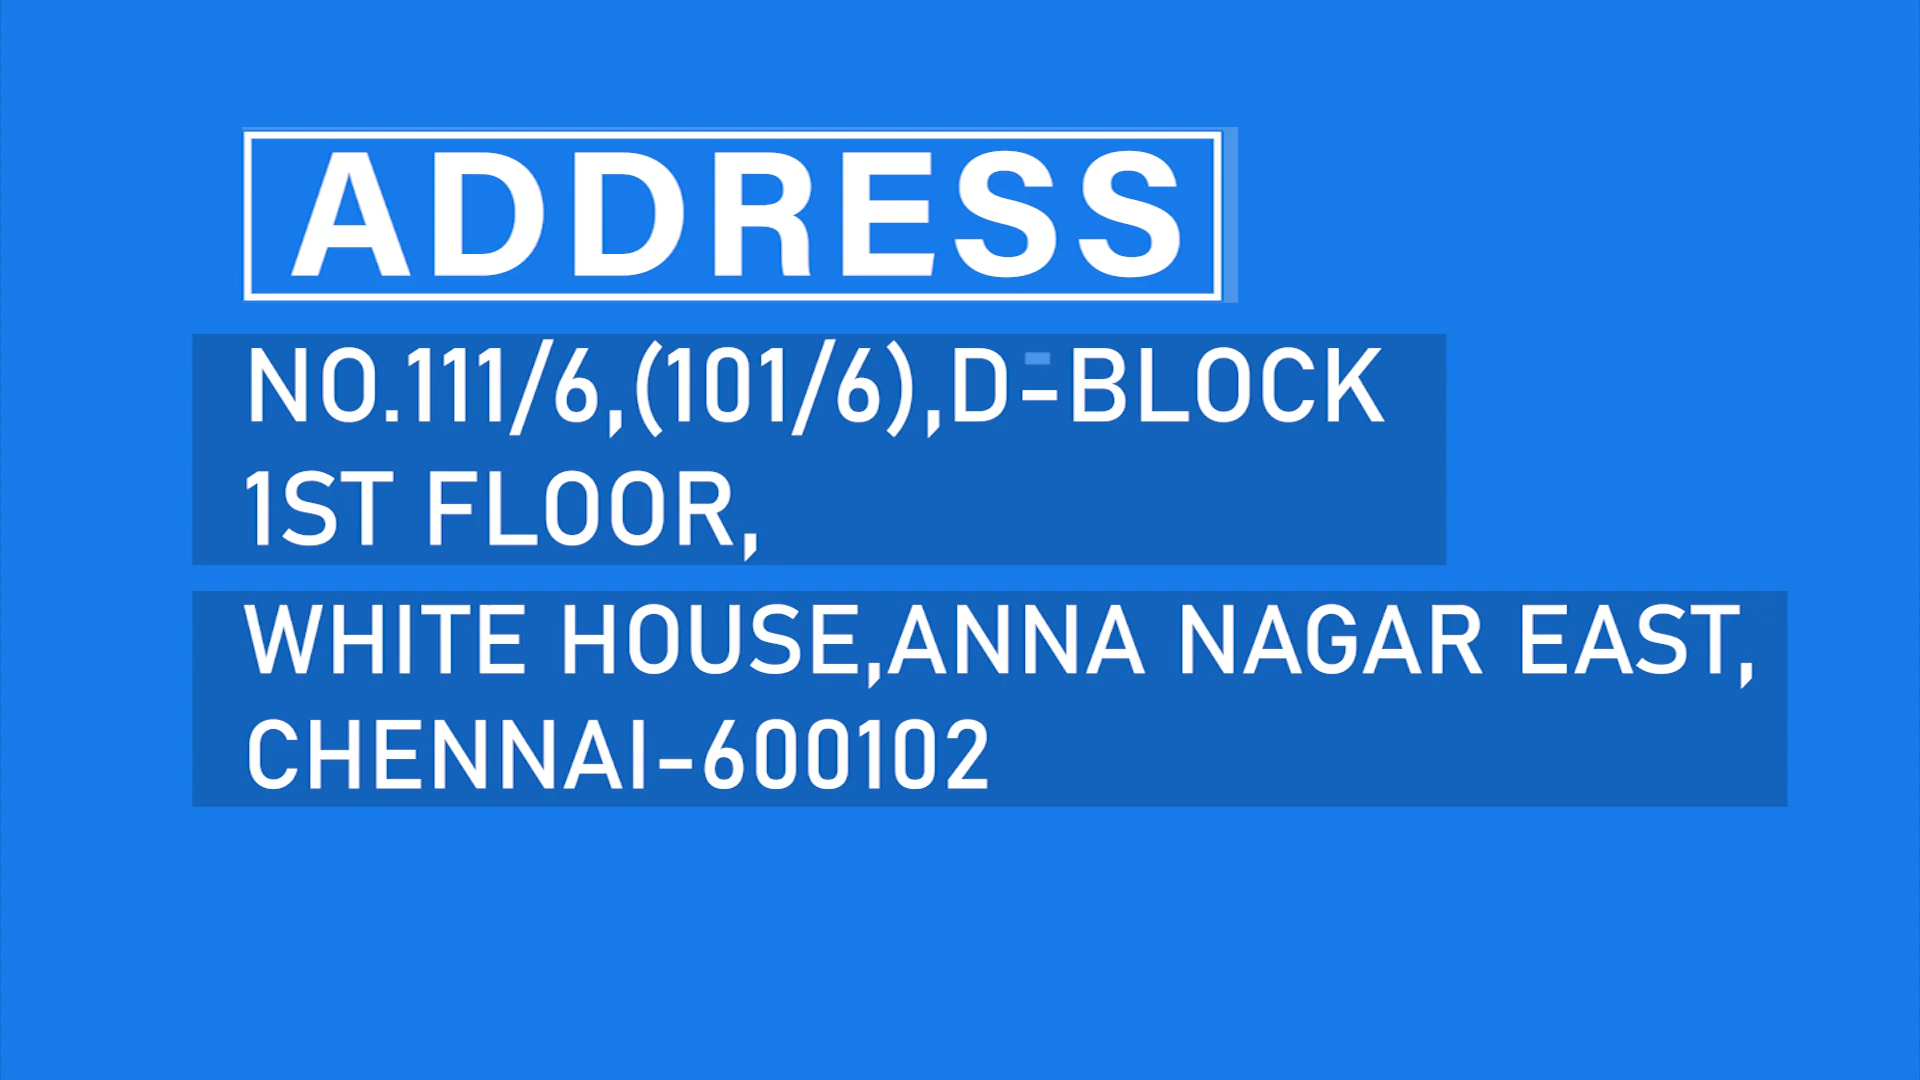 ADDRESS
NO.111/6,(101/6),D-BLOCK
1ST FLOOR,
WHITE HOUSE,ANNA NAGAR EAST,
CHENNAI-600102